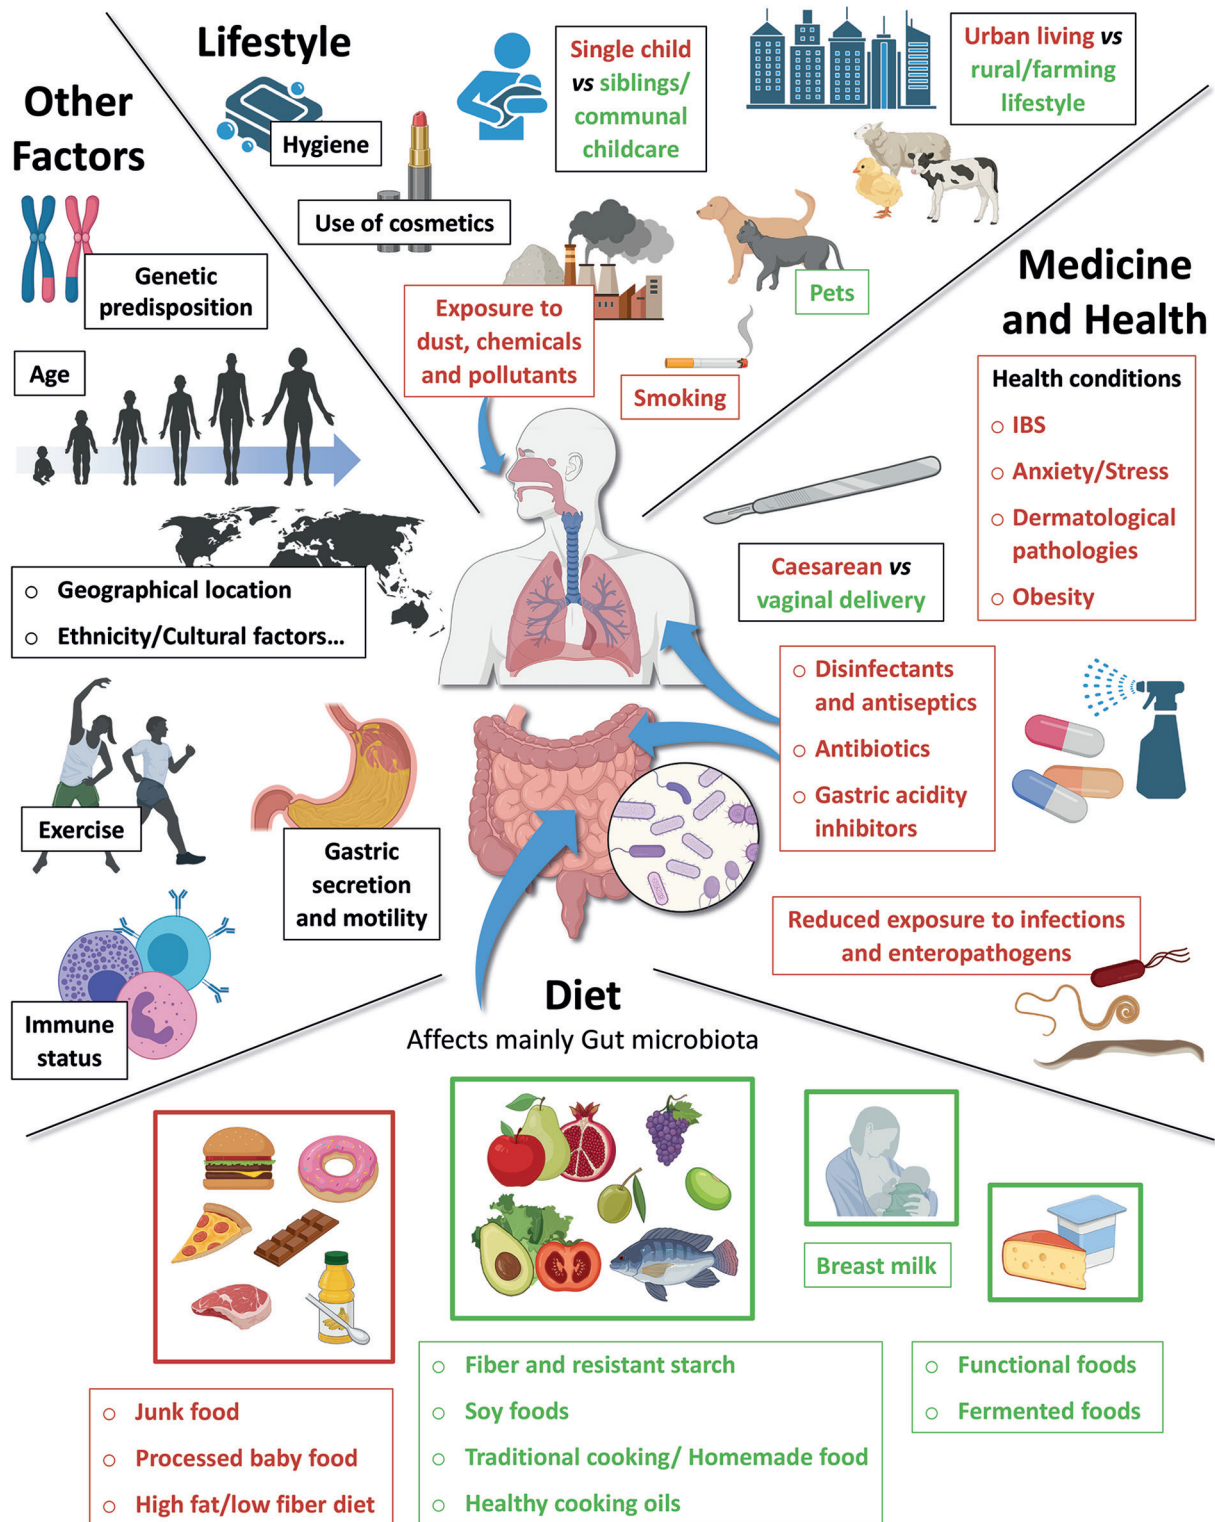 Lifestyle
Hygiene
Use of cosmetics
Single child
vs siblings/
communal
childcare
Urban living vs
rural/farming
lifestyle
Exposure to
dust, chemicals
and pollutants
Pets
Smoking
Other
Factors
Genetic
predisposition
Age
○ Geographical location
○ Ethnicity/Cultural factors...
Exercise
Gastric
secretion
and motility
Immune
status
Medicine
and Health
Health conditions
○ IBS
○ Anxiety/Stress
○ Dermatological
pathologies
○ Obesity
Caesarean vs
vaginal delivery
○ Disinfectants
and antiseptics
○ Antibiotics
○ Gastric acidity
inhibitors
Reduced exposure to infections
and enteropathogens
Diet
Affects mainly Gut microbiota
○ Junk food
○ Processed baby food
○ High fat/low fiber diet
○ Fiber and resistant starch
○ Soy foods
○ Traditional cooking/ Homemade food
○ Healthy cooking oils
Breast milk
○ Functional foods
○ Fermented foods